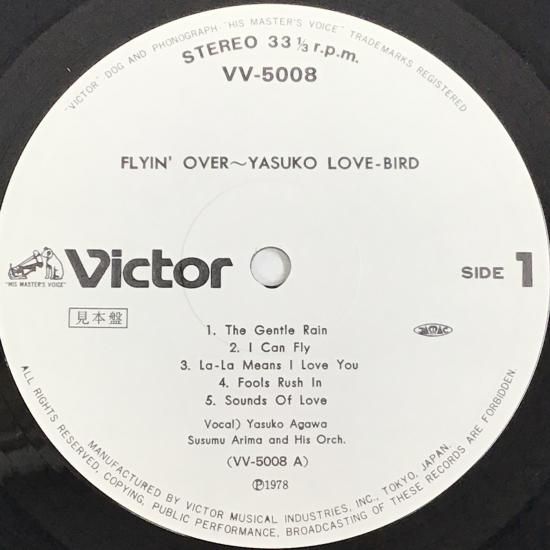 "VICTOR" DOG AND PHONOGRAPH · "HIS MASTER'S VOICE" TRADEMARKS REGISTERED
STEREO 33 1/3 r.p.m.
VV-5008
FLYIN' OVER～YASUKO LOVE-BIRD
"HIS MASTER'S VOICE"
Victor
SIDE 1
見本盤
JASRAC
1. The Gentle Rain
2. I Can Fly
3. La-La Means I Love You
4. Fools Rush In
5. Sounds Of Love
Vocal) Yasuko Agawa
Susumu Arima and His Orch.
(VV-5008 A)
Ⓟ1978
ALL RIGHTS RESERVED, COPYING, PUBLIC PERFORMANCE, BROADCASTING OF THESE RECORDS ARE FORBIDDEN.
MANUFACTURED BY VICTOR MUSICAL INDUSTRIES, INC., TOKYO, JAPAN.